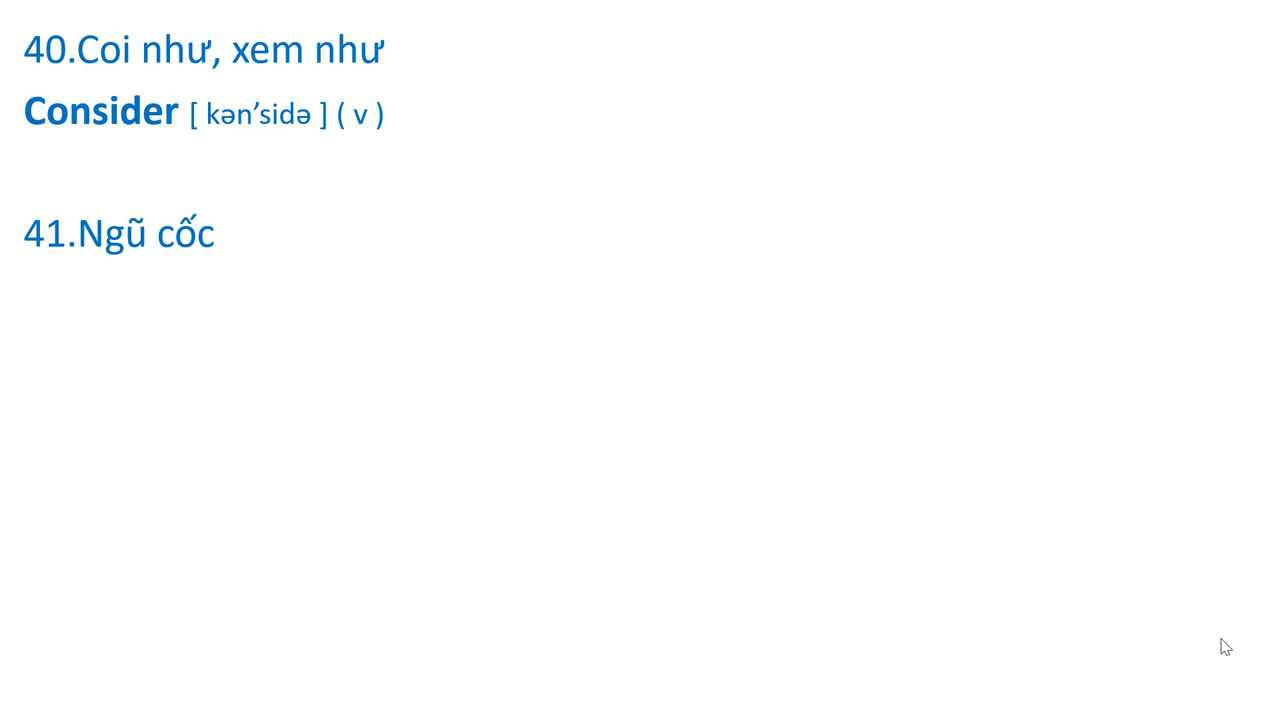 40.Coi như, xem như
Consider [ kən’sidə ] ( v )
41.Ngũ cốc